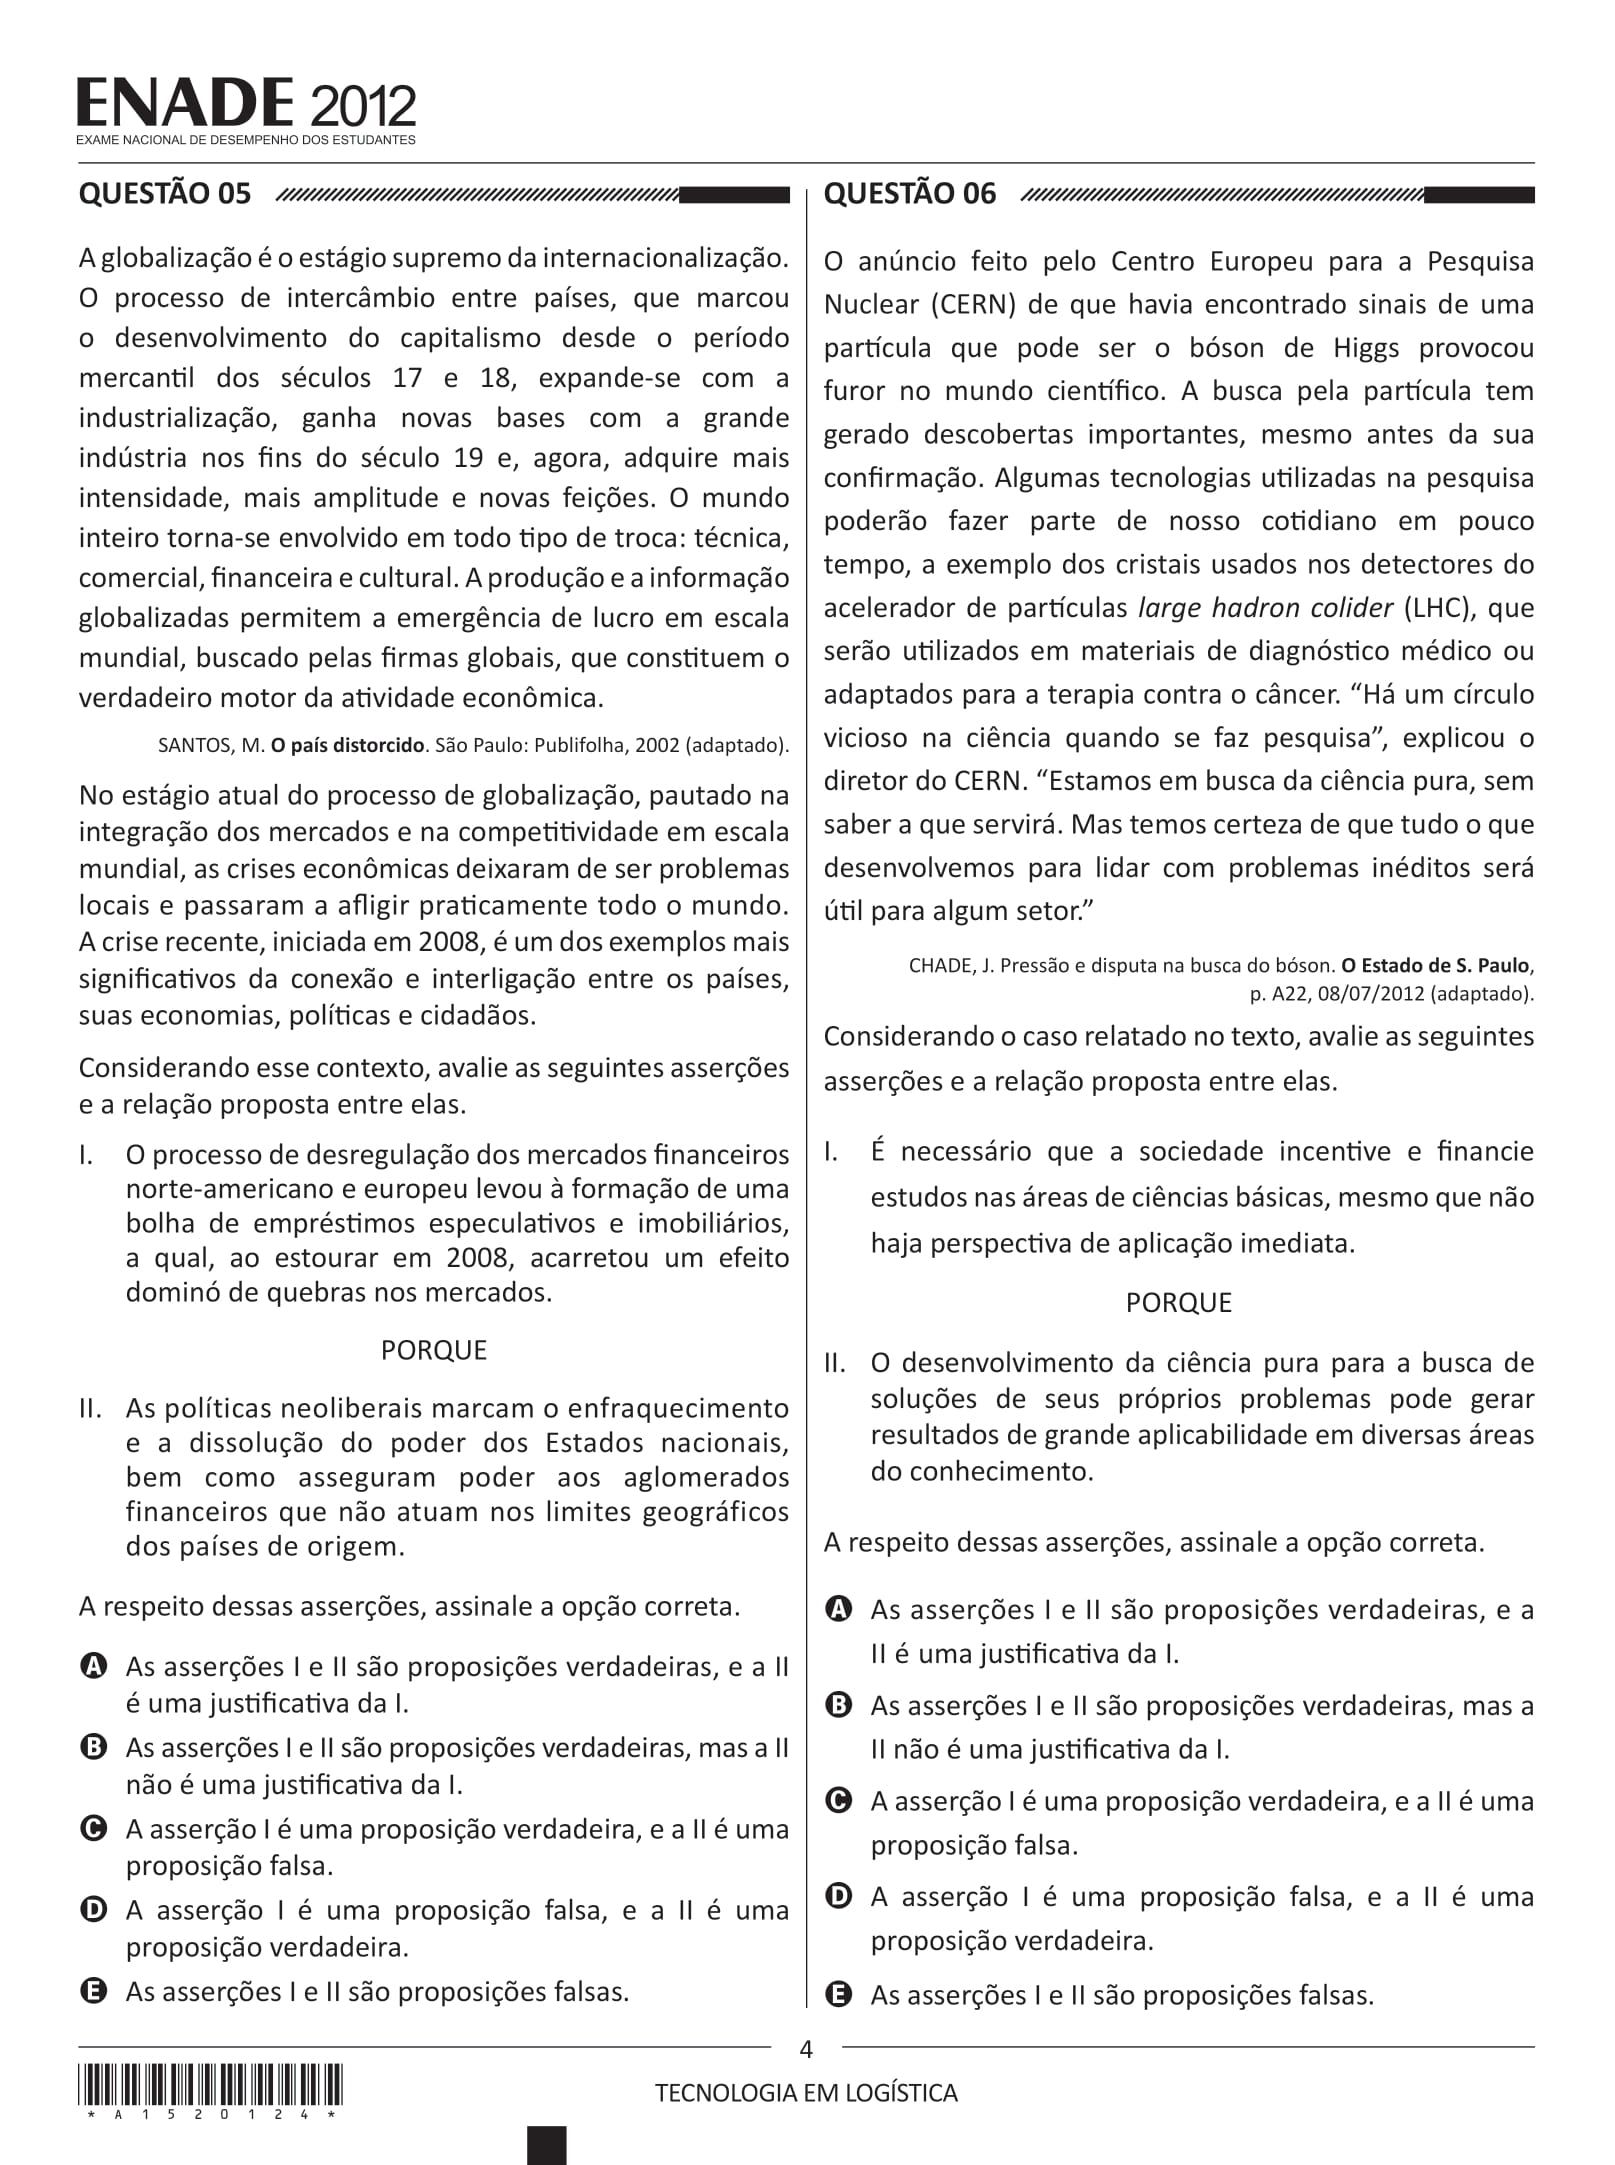 ENADE 2012
EXAME NACIONAL DE DESEMPENHO DOS ESTUDANTES
QUESTÃO 05
A globalização é o estágio supremo da internacionalização.
O processo de intercâmbio entre países, que marcou
o desenvolvimento do capitalismo desde o período
mercantil dos séculos 17 e 18, expande-se com a
industrialização, ganha novas bases com a grande
indústria nos fins do século 19 e, agora, adquire mais
intensidade, mais amplitude e novas feições. O mundo
inteiro torna-se envolvido em todo tipo de troca: técnica,
comercial, financeira e cultural. A produção e a informação
globalizadas permitem a emergência de lucro em escala
mundial, buscado pelas firmas globais, que constituem o
verdadeiro motor da atividade econômica.
SANTOS, M. O país distorcido. São Paulo: Publifolha, 2002 (adaptado).
No estágio atual do processo de globalização, pautado na
integração dos mercados e na competitividade em escala
mundial, as crises econômicas deixaram de ser problemas
locais e passaram a afligir praticamente todo o mundo.
A crise recente, iniciada em 2008, é um dos exemplos mais
significativos da conexão e interligação entre os países,
suas economias, políticas e cidadãos.
Considerando esse contexto, avalie as seguintes asserções
e a relação proposta entre elas.
I. O processo de desregulação dos mercados financeiros
norte-americano e europeu levou à formação de uma
bolha de empréstimos especulativos e imobiliários,
a qual, ao estourar em 2008, acarretou um efeito
dominó de quebras nos mercados.
PORQUE
II. As políticas neoliberais marcam o enfraquecimento
e a dissolução do poder dos Estados nacionais,
bem como asseguram poder aos aglomerados
financeiros que não atuam nos limites geográficos
dos países de origem.
A respeito dessas asserções, assinale a opção correta.
A As asserções I e II são proposições verdadeiras, e a II
é uma justificativa da I.
B As asserções I e II são proposições verdadeiras, mas a II
não é uma justificativa da I.
C A asserção I é uma proposição verdadeira, e a II é uma
proposição falsa.
D A asserção I é uma proposição falsa, e a II é uma
proposição verdadeira.
E As asserções I e II são proposições falsas.
QUESTÃO 06
O anúncio feito pelo Centro Europeu para a Pesquisa
Nuclear (CERN) de que havia encontrado sinais de uma
partícula que pode ser o bóson de Higgs provocou
furor no mundo científico. A busca pela partícula tem
gerado descobertas importantes, mesmo antes da sua
confirmação. Algumas tecnologias utilizadas na pesquisa
poderão fazer parte de nosso cotidiano em pouco
tempo, a exemplo dos cristais usados nos detectores do
acelerador de partículas large hadron colider (LHC), que
serão utilizados em materiais de diagnóstico médico ou
adaptados para a terapia contra o câncer. “Há um círculo
vicioso na ciência quando se faz pesquisa”, explicou o
diretor do CERN. “Estamos em busca da ciência pura, sem
saber a que servirá. Mas temos certeza de que tudo o que
desenvolvemos para lidar com problemas inéditos será
útil para algum setor.”
CHADE, J. Pressão e disputa na busca do bóson. O Estado de S. Paulo,
p. A22, 08/07/2012 (adaptado).
Considerando o caso relatado no texto, avalie as seguintes
asserções e a relação proposta entre elas.
I. É necessário que a sociedade incentive e financie
estudos nas áreas de ciências básicas, mesmo que não
haja perspectiva de aplicação imediata.
PORQUE
II. O desenvolvimento da ciência pura para a busca de
soluções de seus próprios problemas pode gerar
resultados de grande aplicabilidade em diversas áreas
do conhecimento.
A respeito dessas asserções, assinale a opção correta.
A As asserções I e II são proposições verdadeiras, e a
II é uma justificativa da I.
B As asserções I e II são proposições verdadeiras, mas a
II não é uma justificativa da I.
C A asserção I é uma proposição verdadeira, e a II é uma
proposição falsa.
D A asserção I é uma proposição falsa, e a II é uma
proposição verdadeira.
E As asserções I e II são proposições falsas.
4
TECNOLOGIA EM LOGÍSTICA
* A 1 5 2 0 1 2 4 *